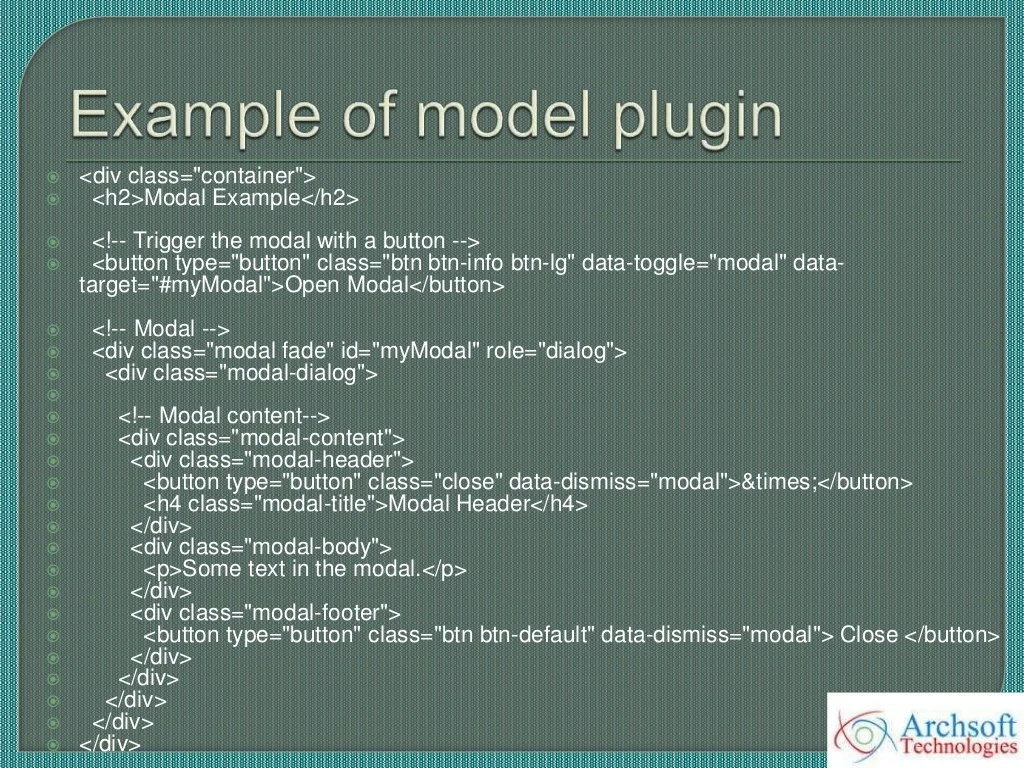 Example of model plugin
<div class="container">
<h2>Modal Example</h2>
<!-- Trigger the modal with a button -->
<button type="button" class="btn btn-info btn-lg" data-toggle="modal" data-
target="#myModal">Open Modal</button>
<!-- Modal -->
<div class="modal fade" id="myModal" role="dialog">
<div class="modal-dialog">
<!-- Modal content-->
<div class="modal-content">
<div class="modal-header">
<button type="button" class="close" data-dismiss="modal">&times;</button>
<h4 class="modal-title">Modal Header</h4>
</div>
<div class="modal-body">
<p>Some text in the modal.</p>
</div>
<div class="modal-footer">
<button type="button" class="btn btn-default" data-dismiss="modal"> Close </button>
</div>
</div>
</div>
</div>
</div>
Archsoft
Technologies